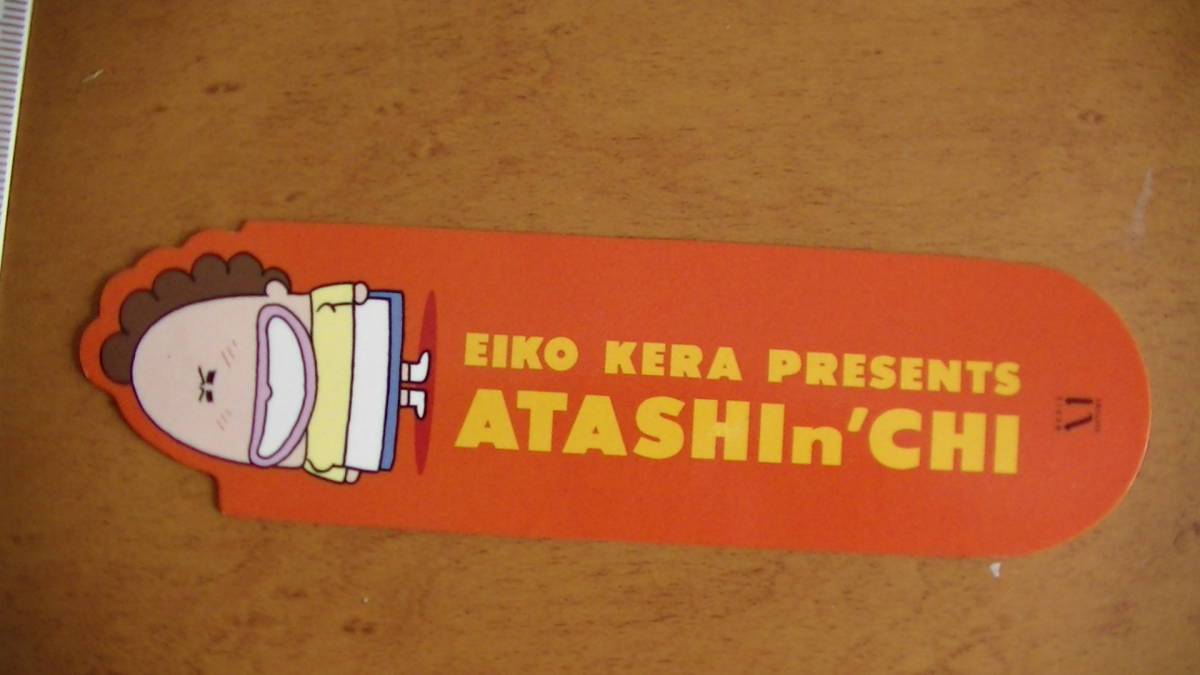 EIKO KERA PRESENTS
ATASHIn'CHI